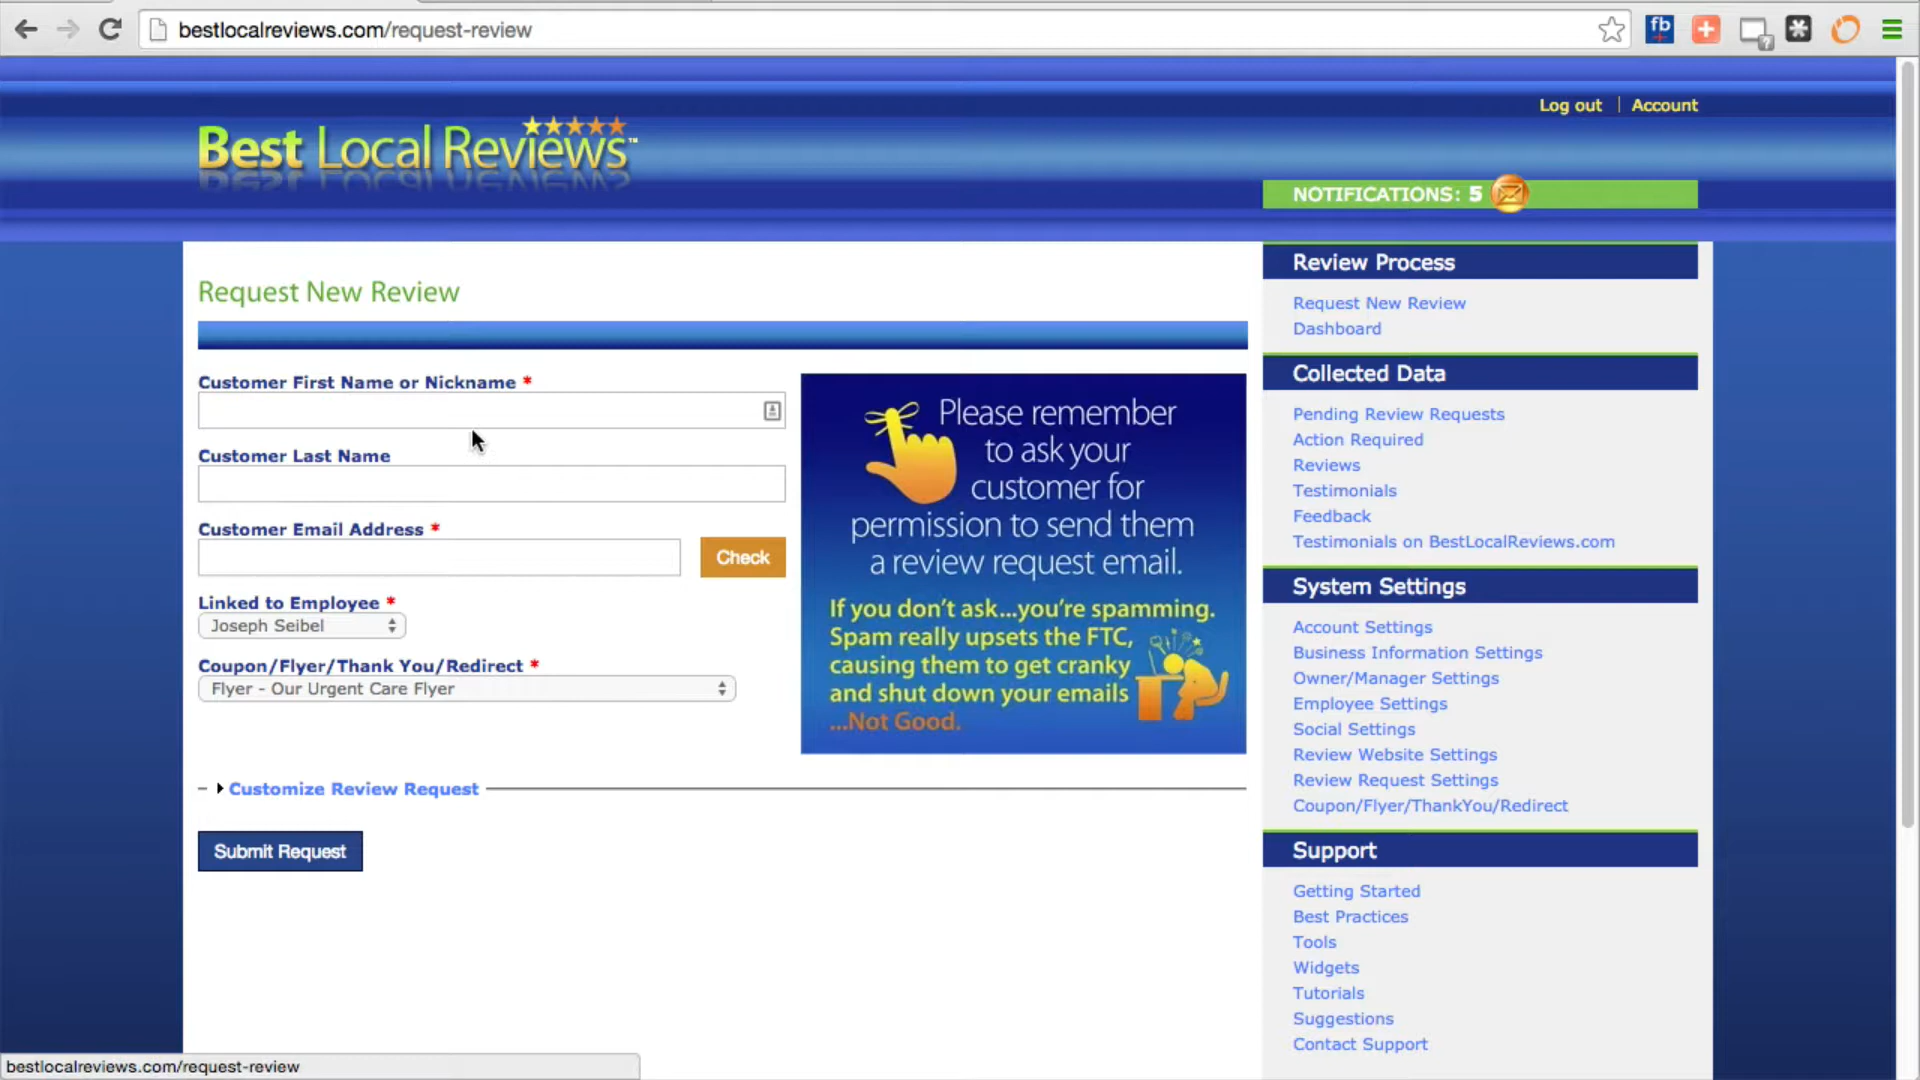 bestlocalreviews.com/request-review
fb
Log out | Account
Best Local Reviews™
NOTIFICATIONS: 5
Request New Review
Customer First Name or Nickname *
Customer Last Name
Customer Email Address *
Check
Linked to Employee *
Joseph Seibel
Coupon/Flyer/Thank You/Redirect *
Flyer - Our Urgent Care Flyer
Please remember
to ask your
customer for
permission to send them
a review request email.
If you don't ask...you're spamming.
Spam really upsets the FTC,
causing them to get cranky
and shut down your emails
...Not Good.
Customize Review Request
Submit Request
Review Process
Request New Review
Dashboard
Collected Data
Pending Review Requests
Action Required
Reviews
Testimonials
Feedback
Testimonials on BestLocalReviews.com
System Settings
Account Settings
Business Information Settings
Owner/Manager Settings
Employee Settings
Social Settings
Review Website Settings
Review Request Settings
Coupon/Flyer/ThankYou/Redirect
Support
Getting Started
Best Practices
Tools
Widgets
Tutorials
Suggestions
Contact Support
bestlocalreviews.com/request-review